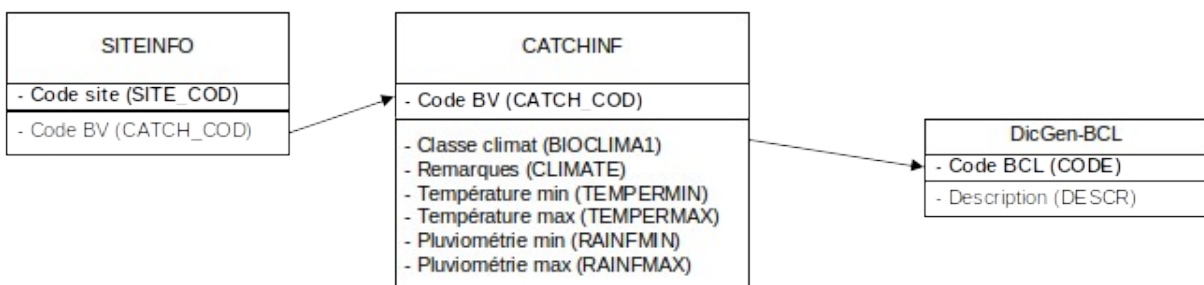 SITEINFO
- Code site (SITE_COD)
- Code BV (CATCH_COD)
CATCHINF
- Code BV (CATCH_COD)
- Classe climat (BIOCLIMA1)
- Remarques (CLIMATE)
- Température min (TEMPERMIN)
- Température max (TEMPERMAX)
- Pluviométrie min (RAINFMIN)
- Pluviométrie max (RAINFMAX)
DicGen-BCL
- Code BCL (CODE)
- Description (DESCR)